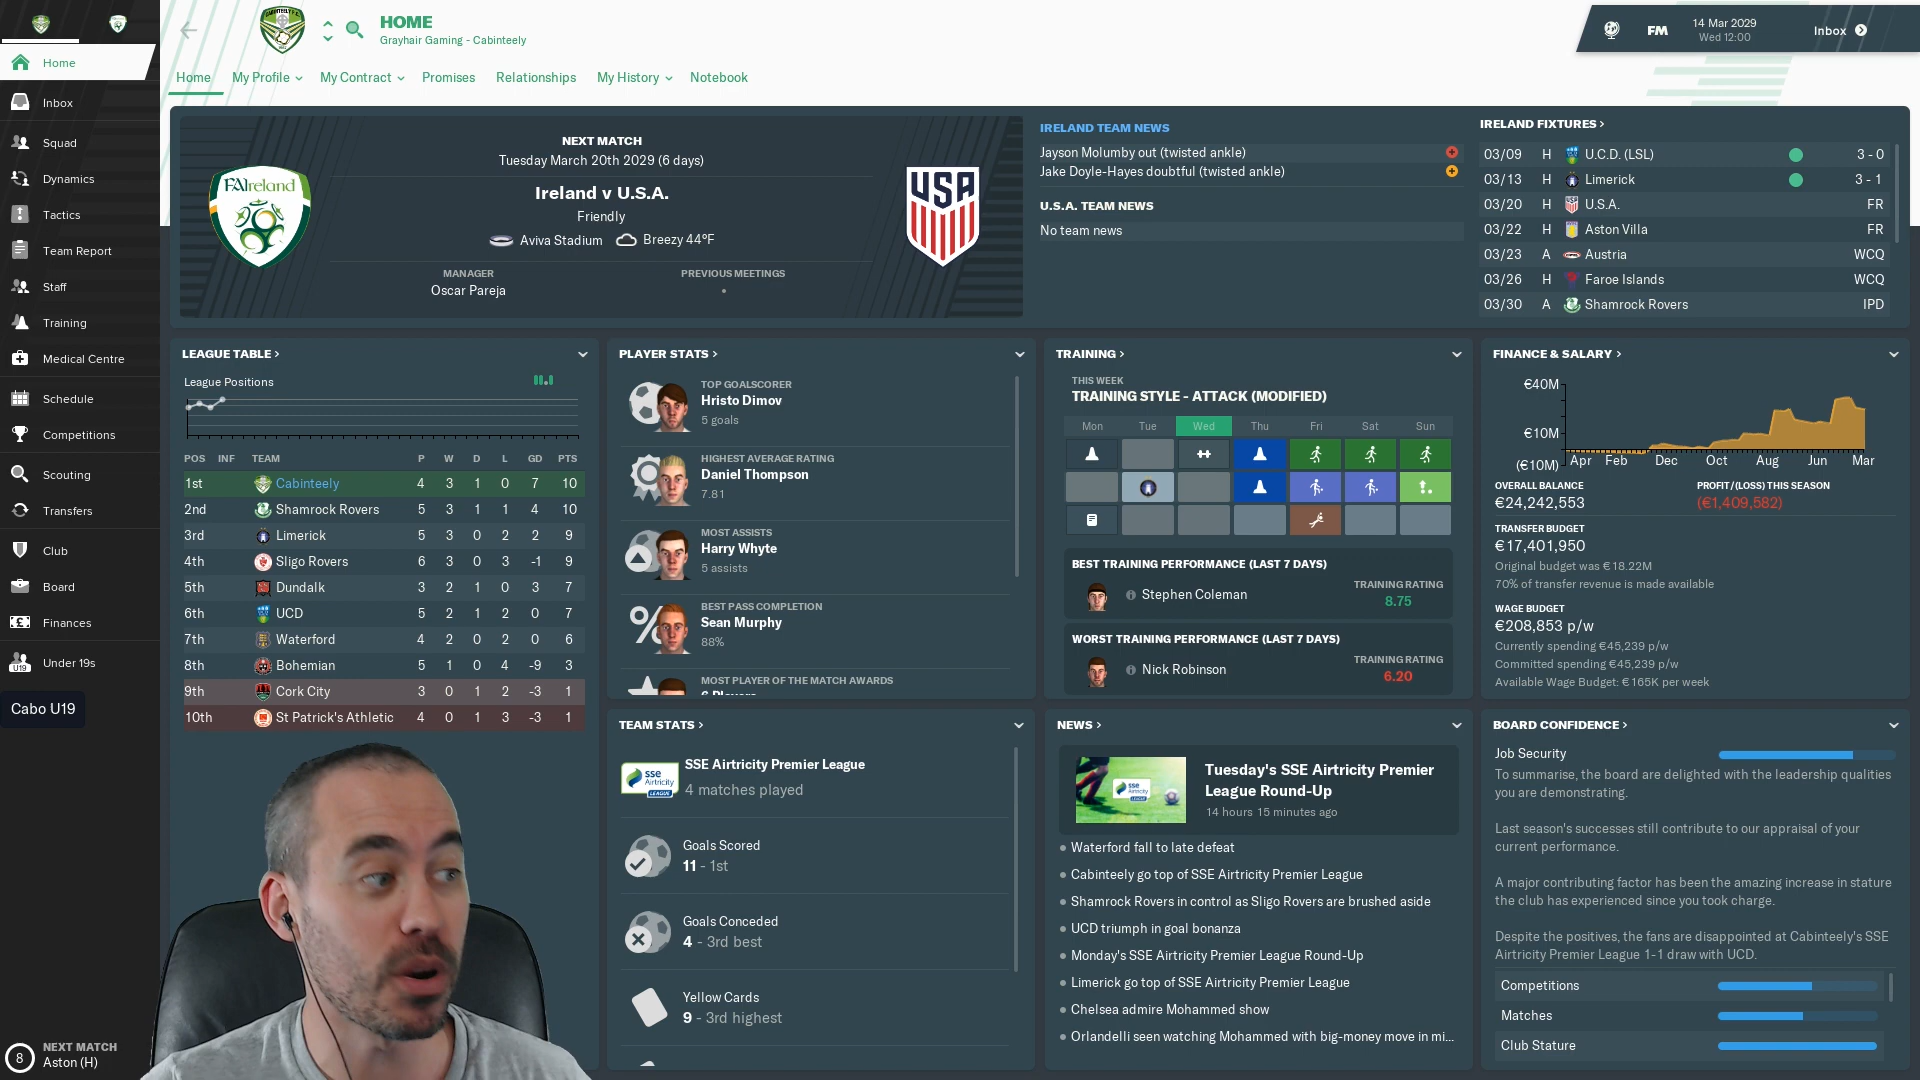 HOME
Grayhair Gaming - Cabinteely
FM
14 Mar 2029
Wed 12:00
Inbox
Home
My Profile
My Contract
Promises
Relationships
My History
Notebook
Home
Inbox
Squad
Dynamics
Tactics
Team Report
Staff
Training
Medical Centre
Schedule
Competitions
Scouting
Transfers
Club
Board
Finances
U19
Under 19s
Cabo U19
8
NEXT MATCH
Aston (H)
NEXT MATCH
Tuesday March 20th 2029 (6 days)
Ireland v U.S.A.
Friendly
Aviva Stadium
Breezy 44°F
MANAGER
Oscar Pareja
PREVIOUS MEETINGS
FAIreland
USA
IRELAND TEAM NEWS
Jayson Molumby out (twisted ankle)
Jake Doyle-Hayes doubtful (twisted ankle)
U.S.A. TEAM NEWS
No team news
IRELAND FIXTURES >
03/09 H U.C.D. (LSL) 3 - 0
03/13 H Limerick 3 - 1
03/20 H U.S.A. FR
03/22 H Aston Villa FR
03/23 A Austria WCQ
03/26 H Faroe Islands WCQ
03/30 A Shamrock Rovers IPD
LEAGUE TABLE >
League Positions
POS INF TEAM P W D L GD PTS
1st Cabinteely 4 3 1 0 7 10
2nd Shamrock Rovers 5 3 1 1 4 10
3rd Limerick 5 3 0 2 2 9
4th Sligo Rovers 6 3 0 3 -1 9
5th Dundalk 3 2 1 0 3 7
6th UCD 5 2 1 2 0 7
7th Waterford 4 2 0 2 0 6
8th Bohemian 5 1 0 4 -9 3
9th Cork City 3 0 1 2 -3 1
10th St Patrick's Athletic 4 0 1 3 -3 1
PLAYER STATS >
TOP GOALSCORER
Hristo Dimov
5 goals
HIGHEST AVERAGE RATING
Daniel Thompson
7.81
MOST ASSISTS
Harry Whyte
5 assists
%
BEST PASS COMPLETION
Sean Murphy
88%
MOST PLAYER OF THE MATCH AWARDS
6 Players
TRAINING >
THIS WEEK
TRAINING STYLE - ATTACK (MODIFIED)
Mon Tue Wed Thu Fri Sat Sun
BEST TRAINING PERFORMANCE (LAST 7 DAYS)
Stephen Coleman
TRAINING RATING
8.75
WORST TRAINING PERFORMANCE (LAST 7 DAYS)
Nick Robinson
TRAINING RATING
6.20
FINANCE & SALARY >
€40M
€10M
(€10M)
Apr Feb Dec Oct Aug Jun Mar
OVERALL BALANCE
€24,242,553
PROFIT/(LOSS) THIS SEASON
(€1,409,582)
TRANSFER BUDGET
€17,401,950
Original budget was €18.22M
70% of transfer revenue is made available
WAGE BUDGET
€208,853 p/w
Currently spending €45,239 p/w
Committed spending €45,239 p/w
Available Wage Budget: €165K per week
TEAM STATS >
sse
Airtricity
LEAGUE
SSE Airtricity Premier League
4 matches played
Goals Scored
11 - 1st
Goals Conceded
4 - 3rd best
Yellow Cards
9 - 3rd highest
NEWS >
Tuesday's SSE Airtricity Premier
League Round-Up
14 hours 15 minutes ago
Waterford fall to late defeat
Cabinteely go top of SSE Airtricity Premier League
Shamrock Rovers in control as Sligo Rovers are brushed aside
UCD triumph in goal bonanza
Monday's SSE Airtricity Premier League Round-Up
Limerick go top of SSE Airtricity Premier League
Chelsea admire Mohammed show
Orlandelli seen watching Mohammed with big-money move in mi...
BOARD CONFIDENCE >
Job Security
To summarise, the board are delighted with the leadership qualities
you are demonstrating.
Last season's successes still contribute to our appraisal of your
current performance.
A major contributing factor has been the amazing increase in stature
the club has experienced since you took charge.
Despite the positives, the fans are disappointed at Cabinteely's SSE
Airtricity Premier League 1-1 draw with UCD.
Competitions
Matches
Club Stature